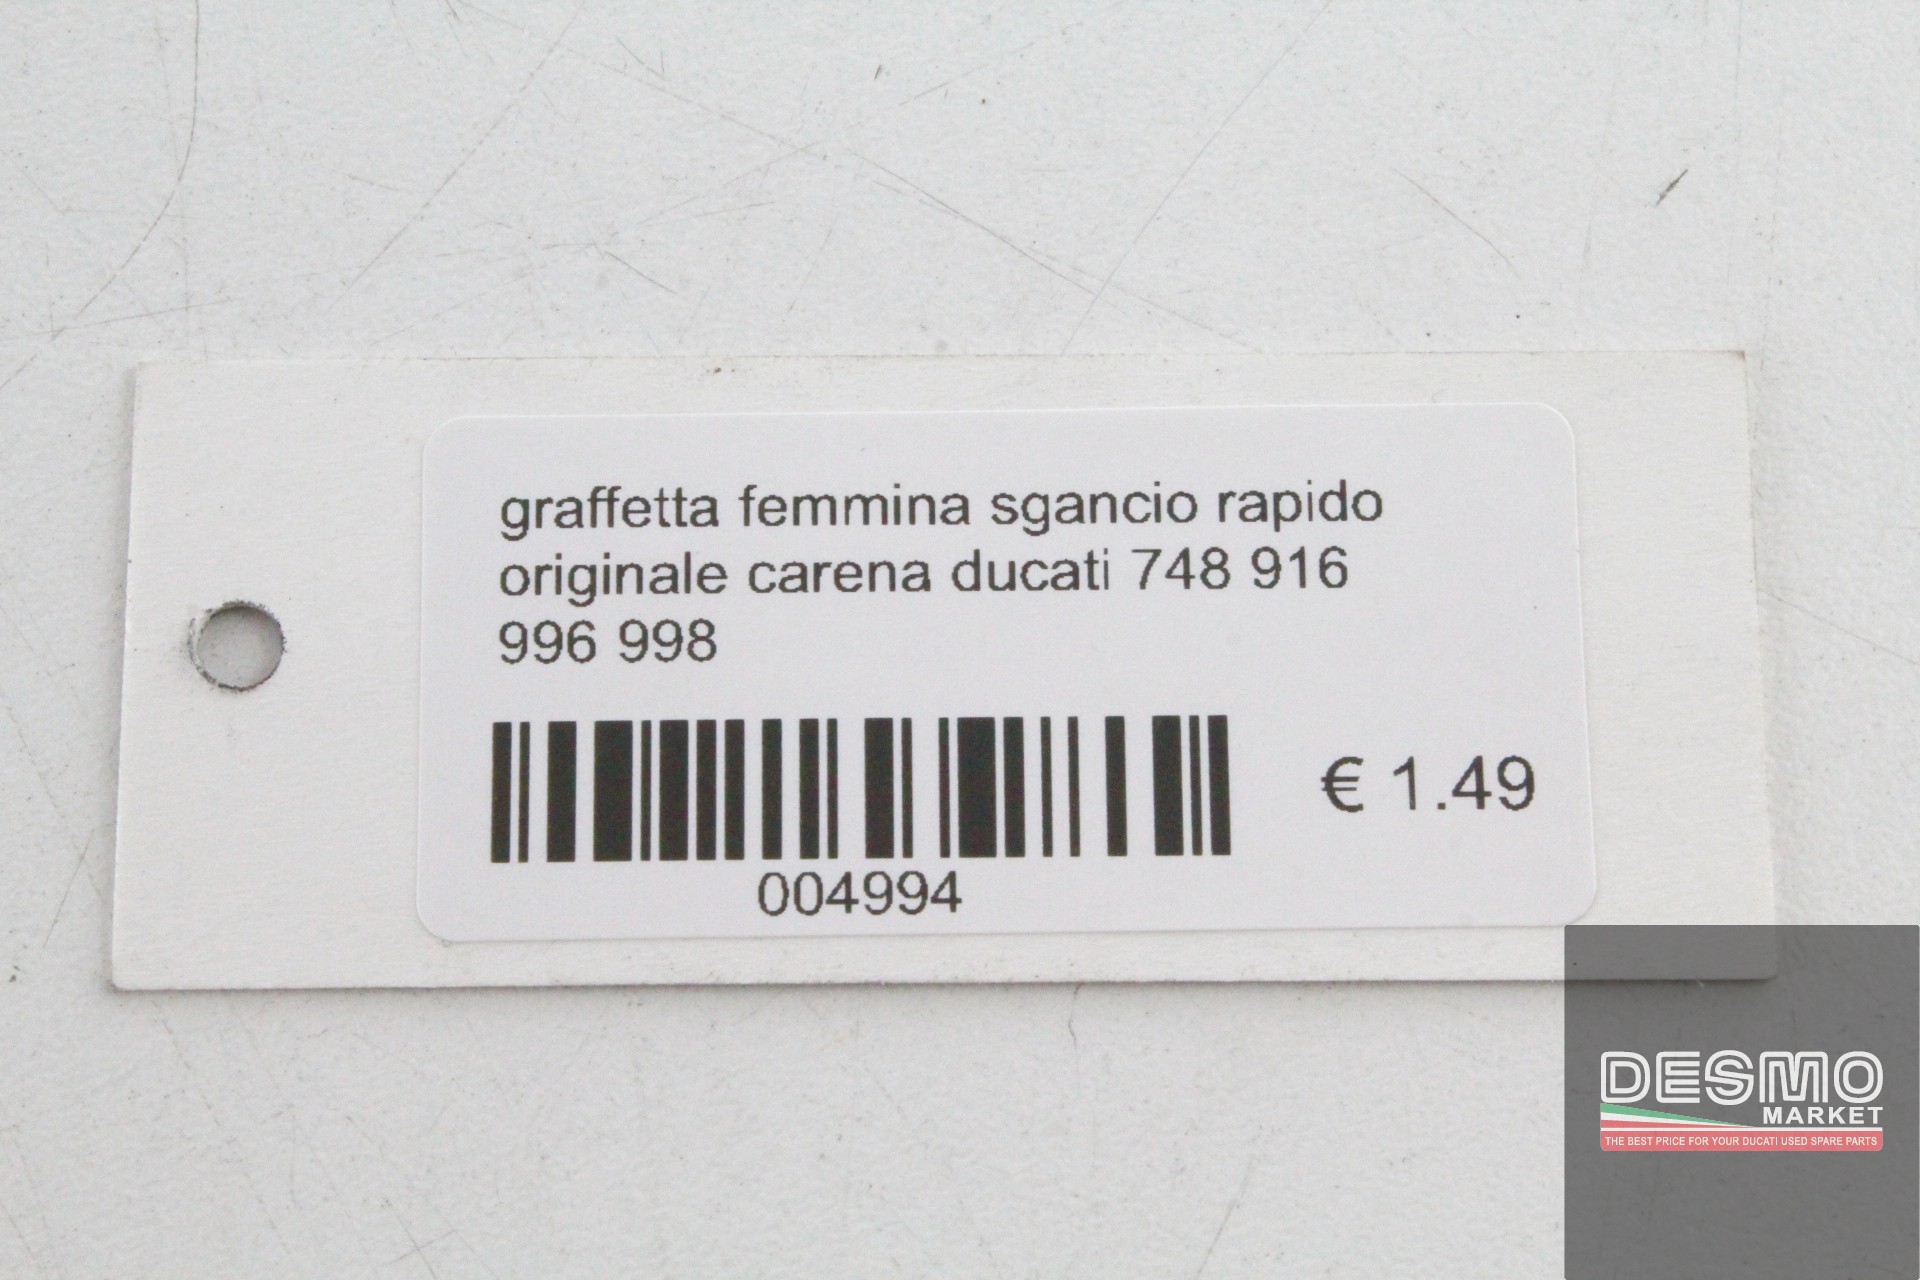 graffetta femmina sgancio rapido
originale carena ducati 748 916
996 998
€ 1.49
004994
DESMO
MARKET
THE BEST PRICE FOR YOUR DUCATI USED SPARE PARTS